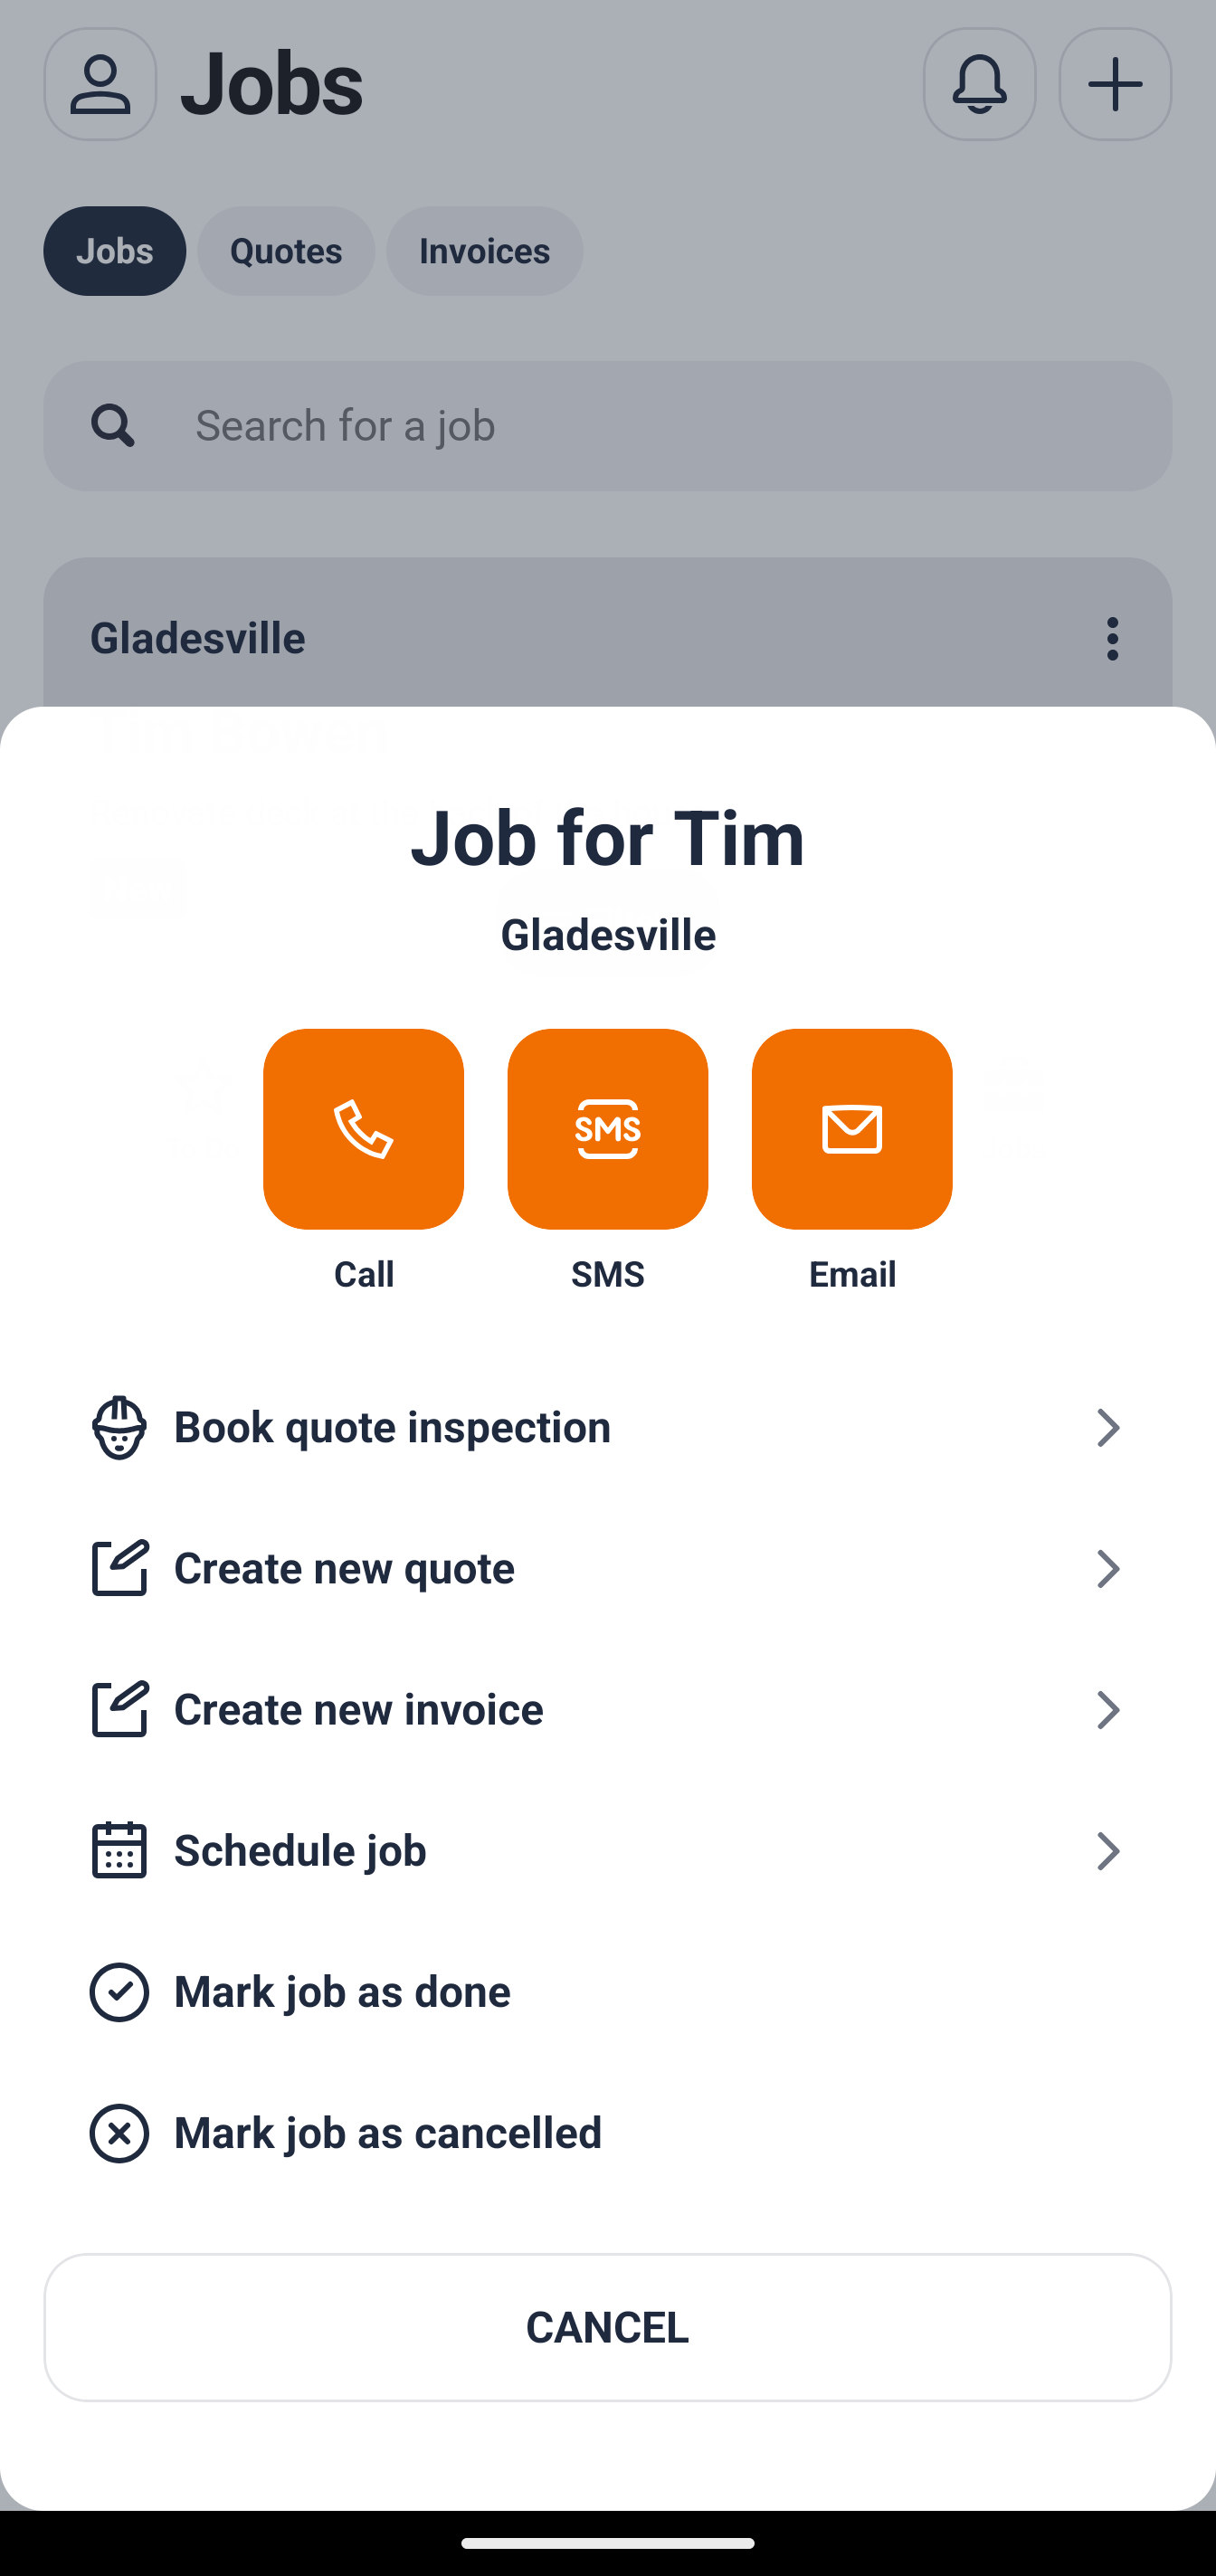 Jobs
Jobs
Quotes
Invoices
Search for a job
Gladesville
Job for Tim
Gladesville
SMS
Call
SMS
Email
Book quote inspection
Create new quote
Create new invoice
Schedule job
Mark job as done
Mark job as cancelled
CANCEL